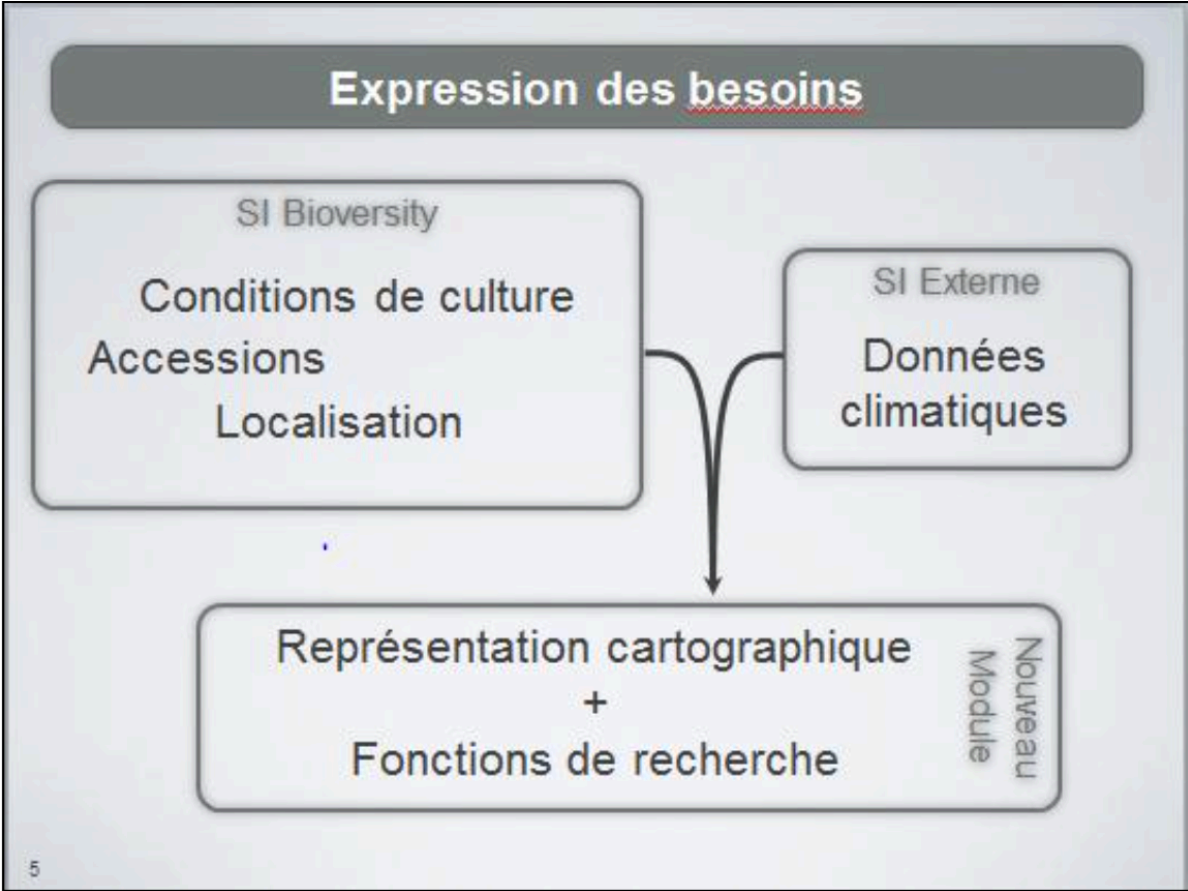 Expression des besoins
SI Bioversity
Conditions de culture
Accessions
Localisation
SI Externe
Données
climatiques
Représentation cartographique
+
Fonctions de recherche
Nouveau
Module
5